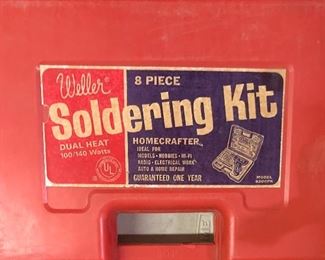 Weller
8 PIECE
Soldering Kit
DUAL HEAT
100/140 Watts
UL
HOMECRAFTER
IDEAL FOR
MODELS • HOBBIES • HI-FI
RADIO • ELECTRICAL WORK
AUTO & HOME REPAIR
GUARANTEED ONE YEAR
MODEL